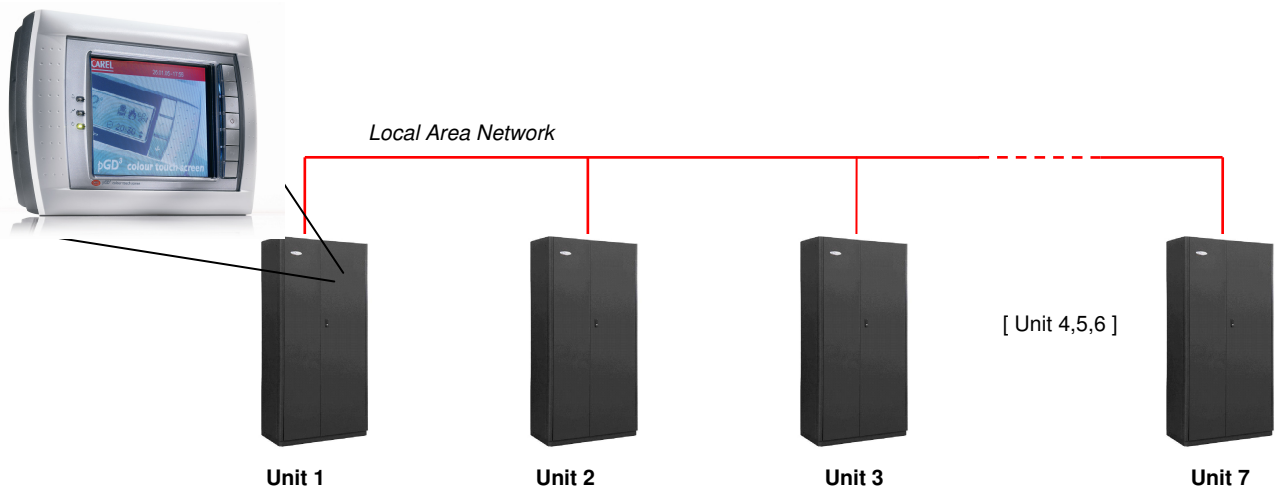 CAREL
Local Area Network
pGD³ colour touch screen
[ Unit 4,5,6 ]
Unit 1
Unit 2
Unit 3
Unit 7